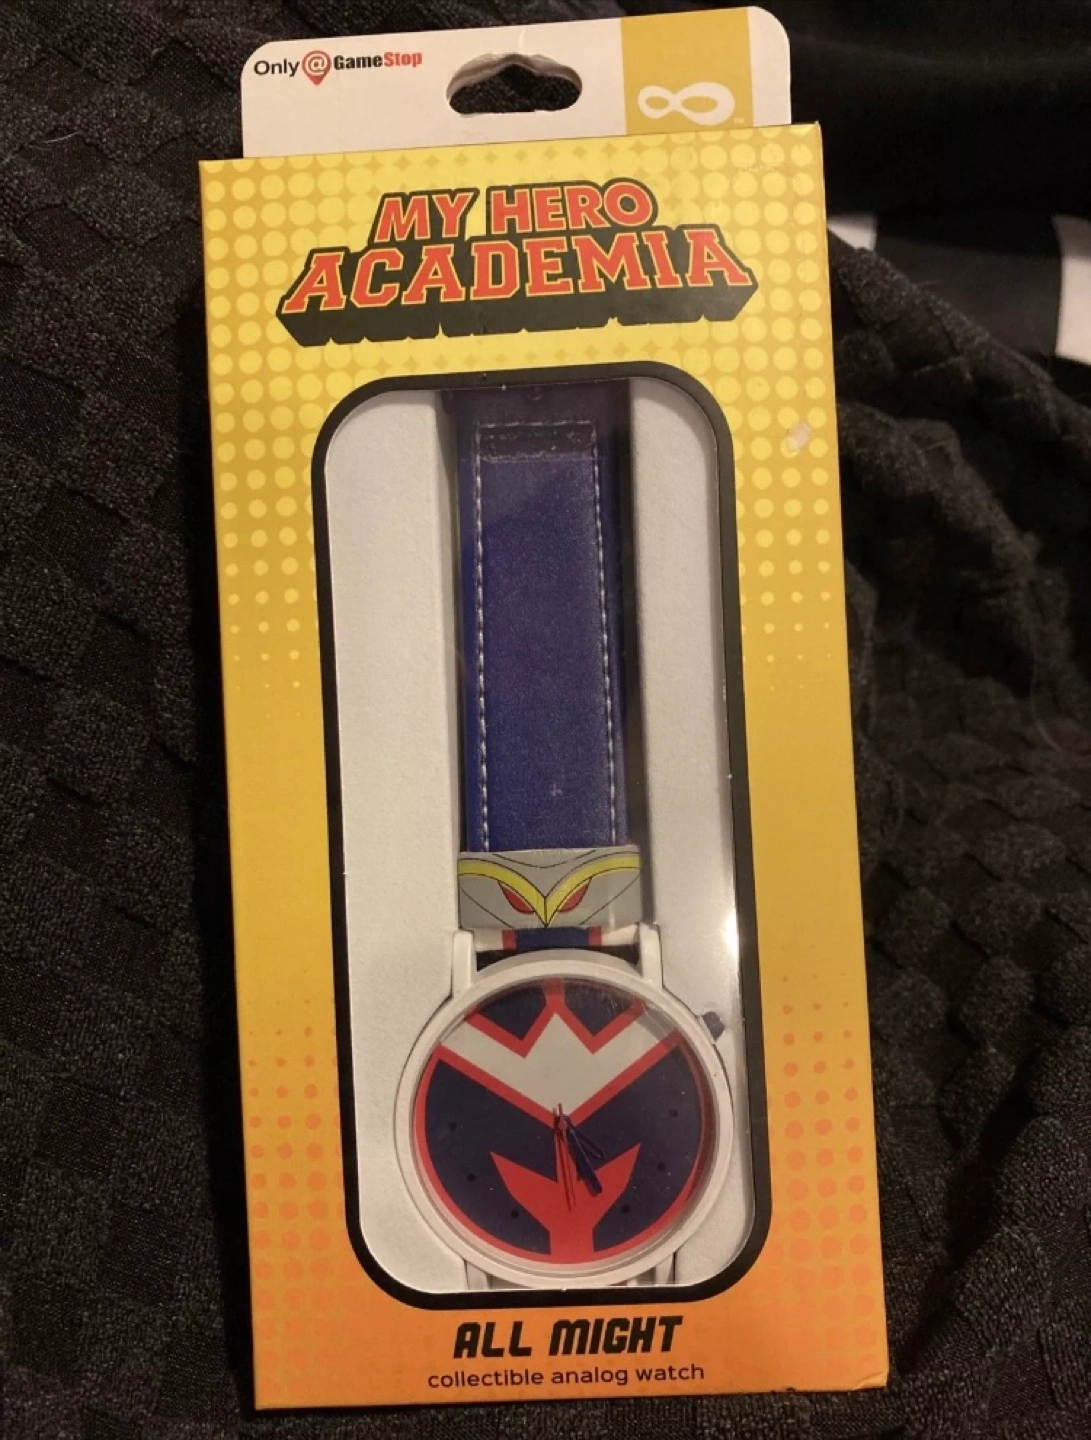 Only @ GameStop
MY HERO
ACADEMIA
ALL MIGHT
collectible analog watch